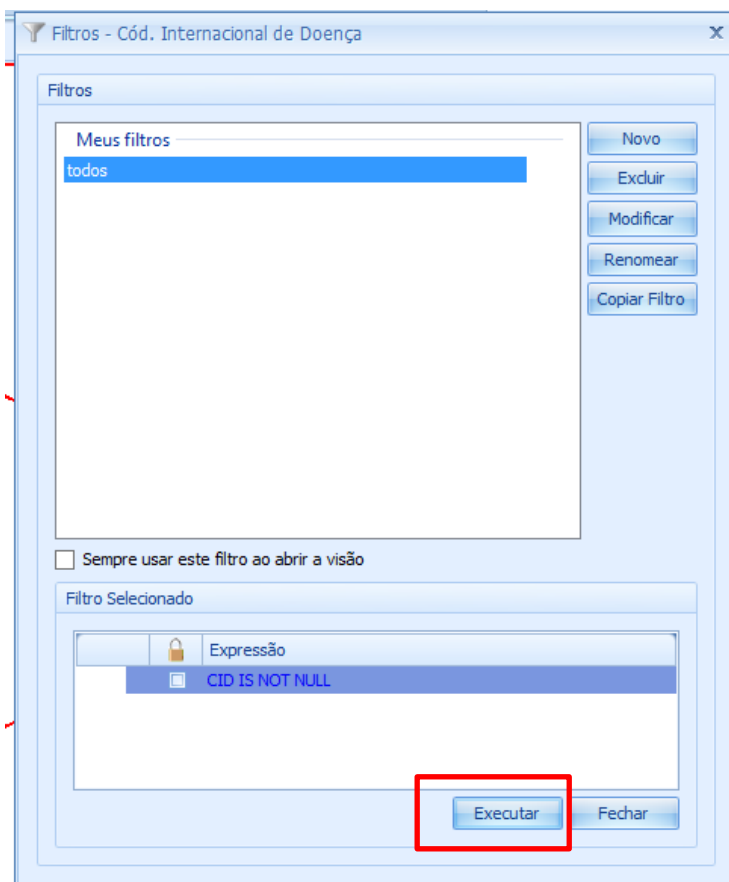 Filtros - Cód. Internacional de Doença x
Filtros
Meus filtros
todos
Novo
Excluir
Modificar
Renomear
Copiar Filtro
Sempre usar este filtro ao abrir a visão
Filtro Selecionado
Expressão
CID IS NOT NULL
Executar Fechar